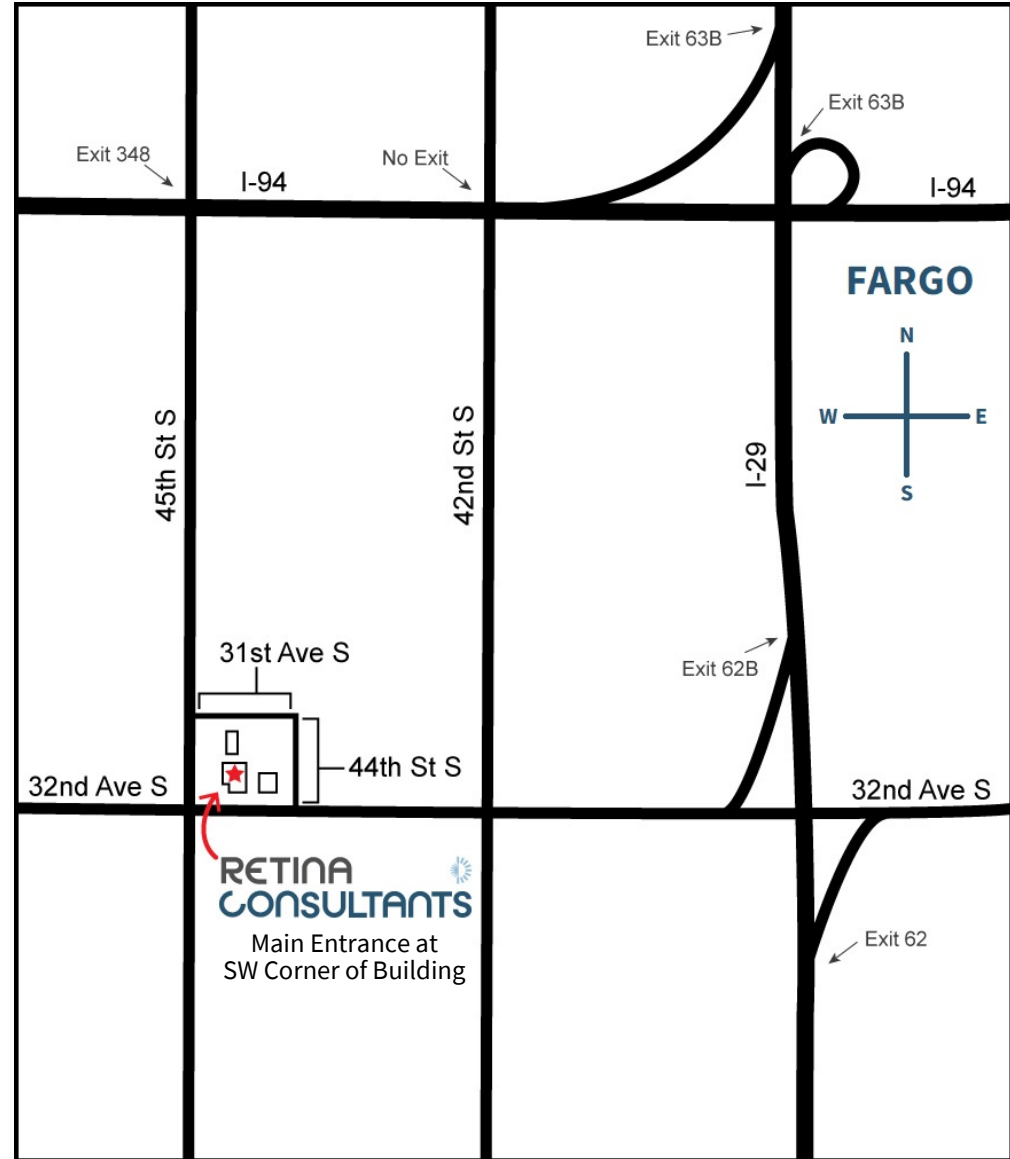 Exit 63B
Exit 63B
Exit 348
No Exit
I-94
I-94
FARGO
N
W
E
S
45th St S
42nd St S
I-29
31st Ave S
Exit 62B
44th St S
32nd Ave S
32nd Ave S
RETINA
CONSULTANTS
Main Entrance at
SW Corner of Building
Exit 62